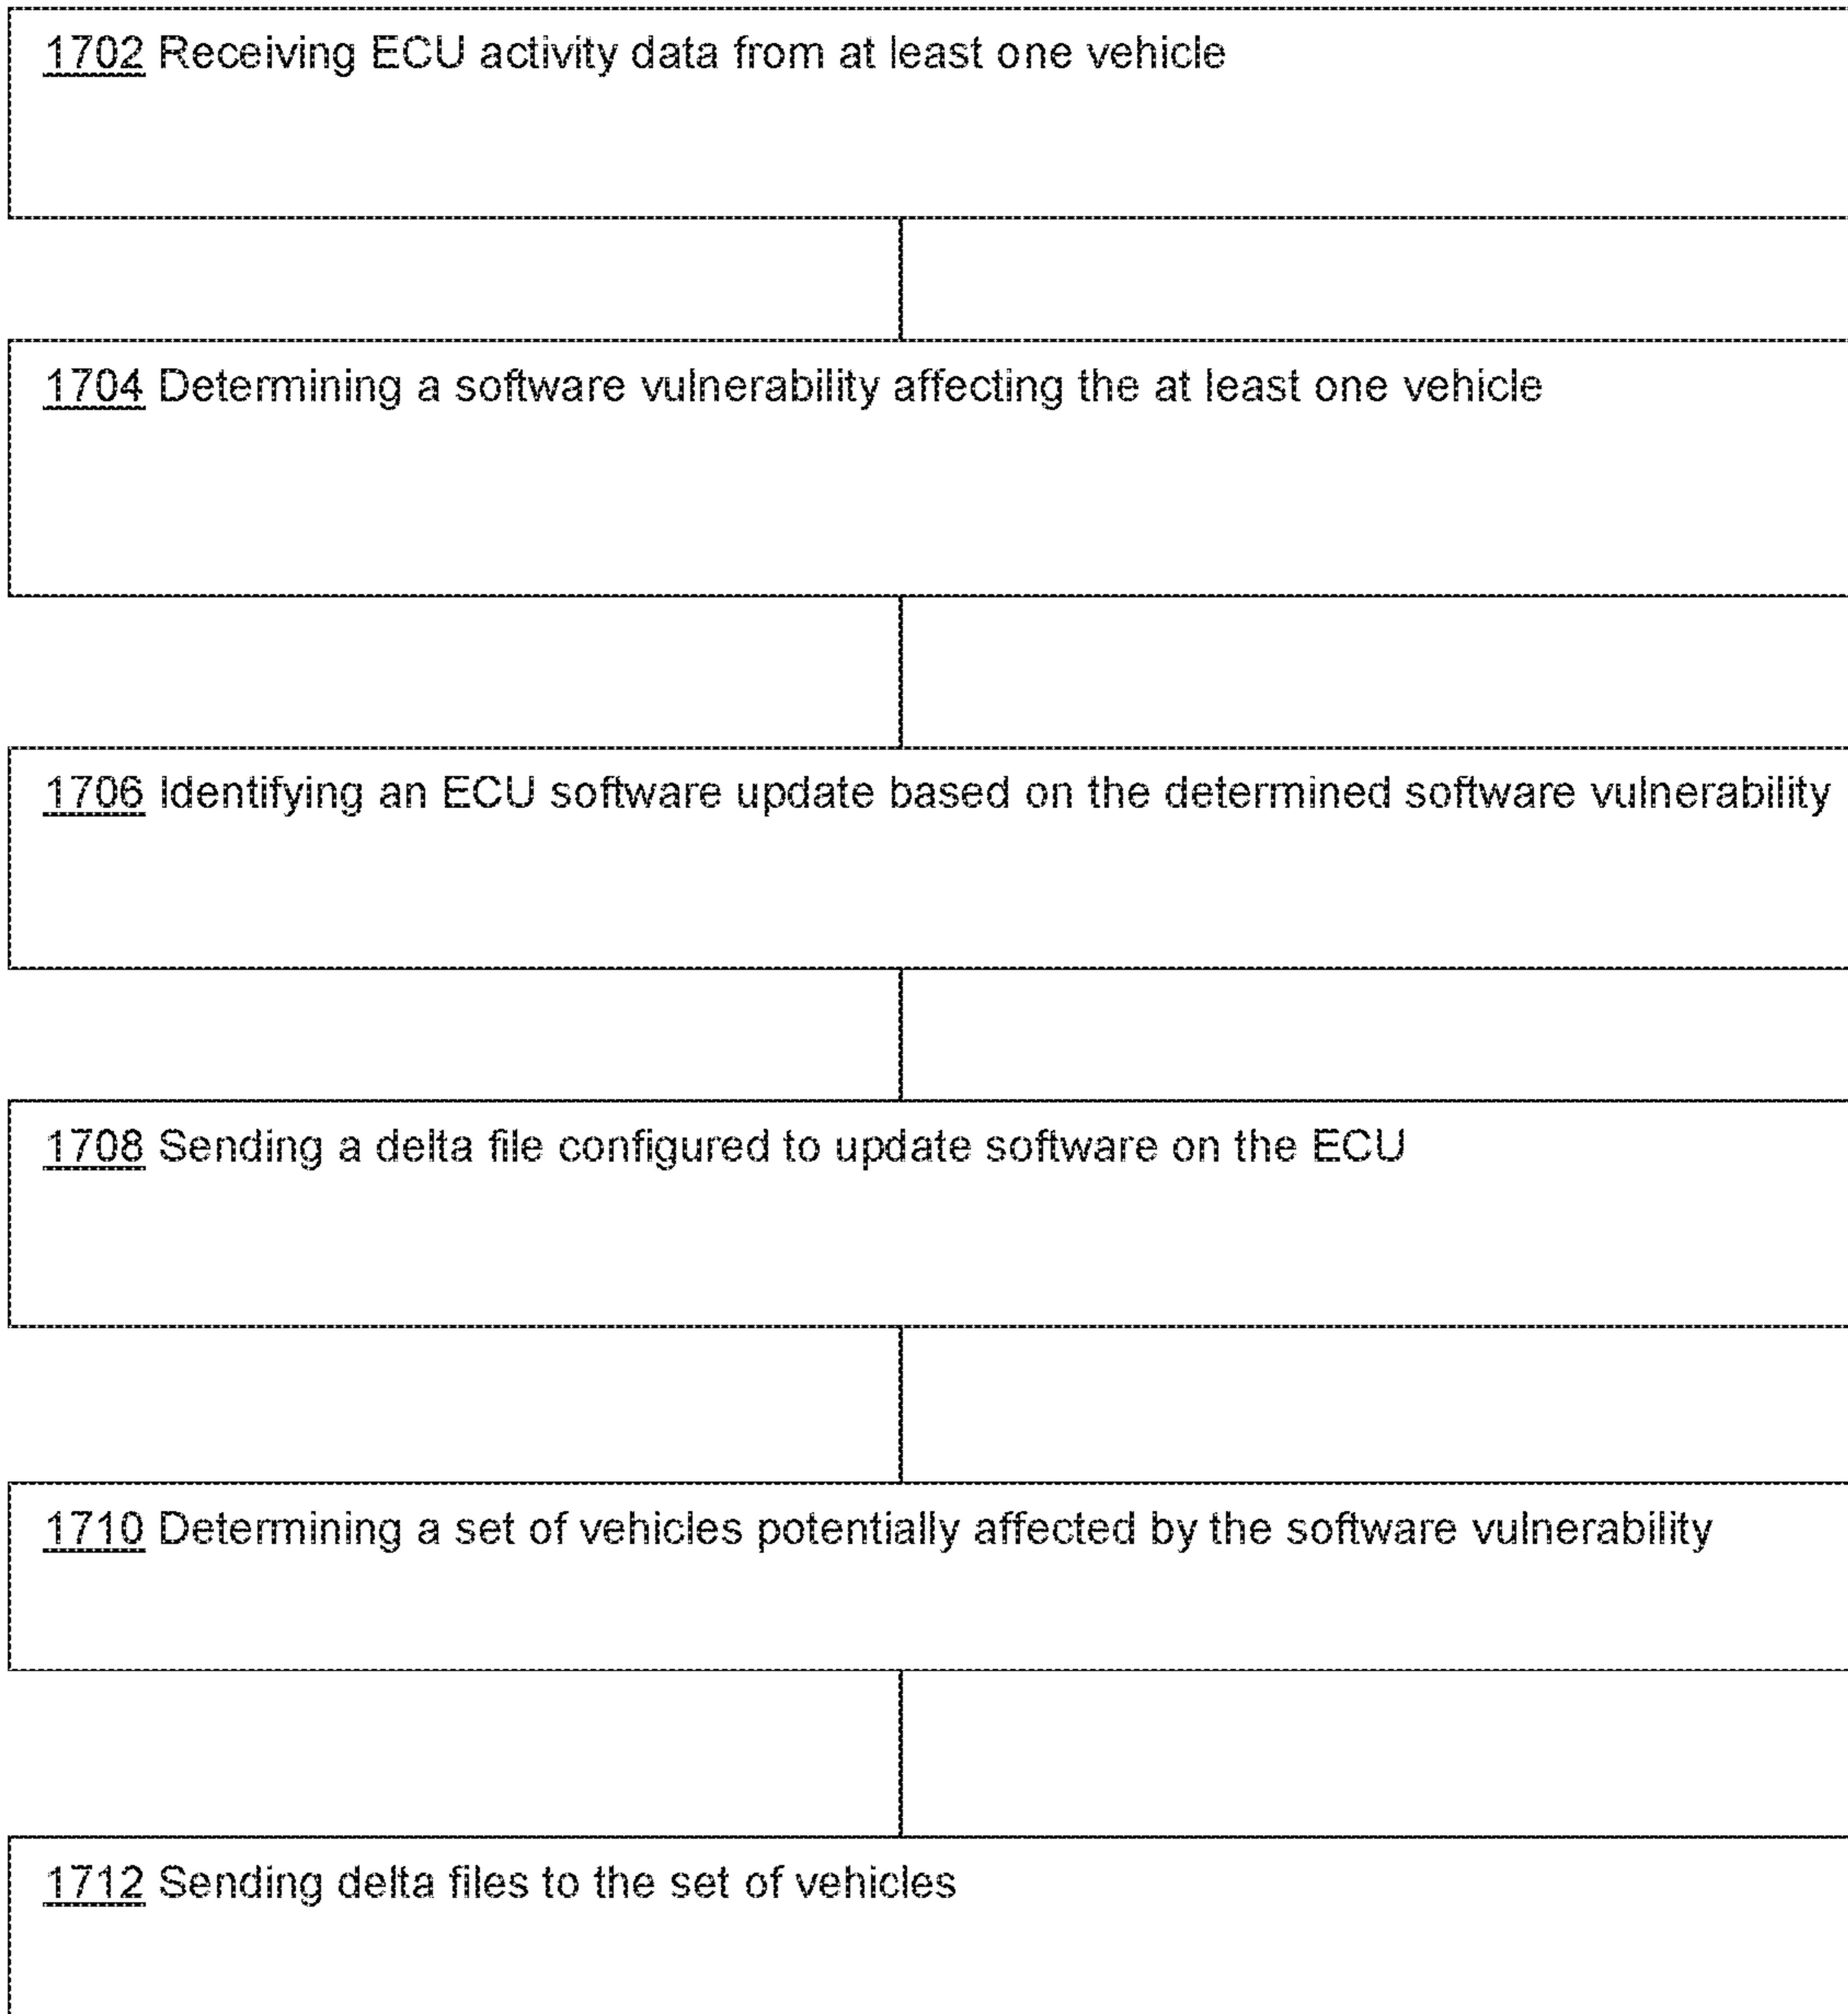 1702 Receiving ECU activity data from at least one vehicle
1704 Determining a software vulnerability affecting the at least one vehicle
1706 Identifying an ECU software update based on the determined software vulnerability
1708 Sending a delta file configured to update software on the ECU
1710 Determining a set of vehicles potentially affected by the software vulnerability
1712 Sending delta files to the set of vehicles